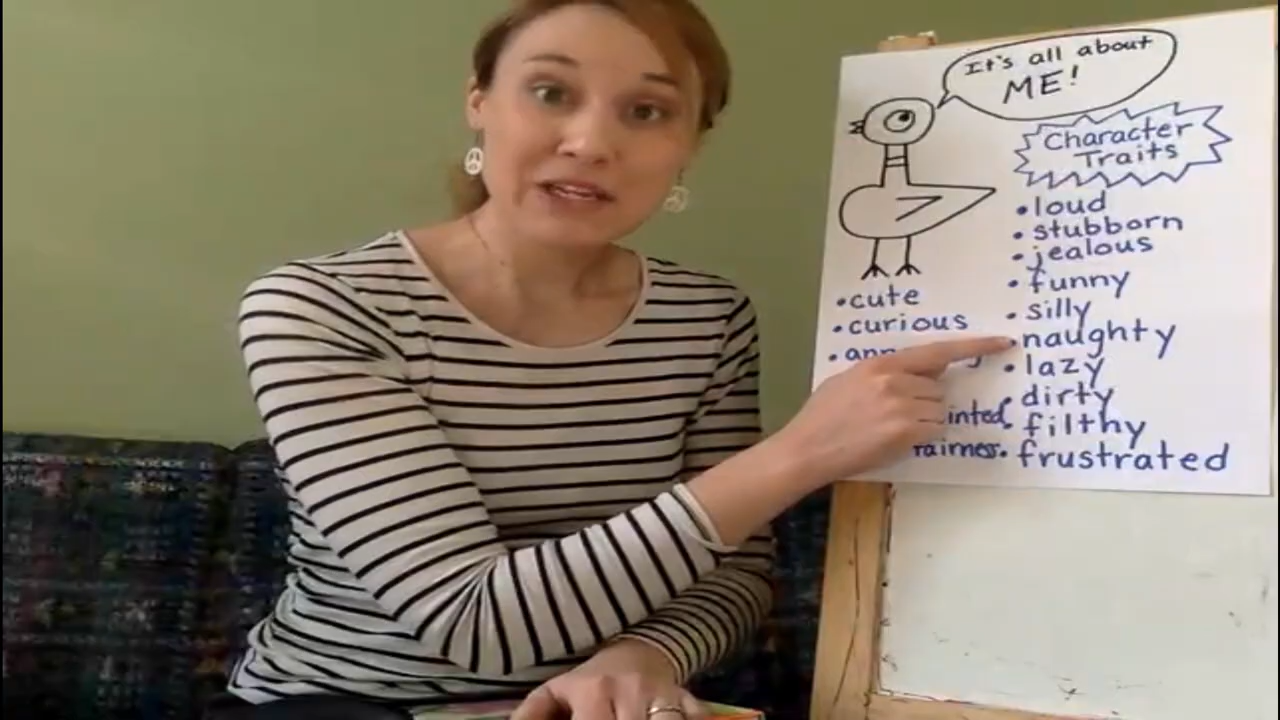 It's all about
ME!
Character
Traits
• loud
• stubborn
• jealous
• funny
• silly
• naughty
• lazy
• dirty
• filthy
• frustrated
• cute
• curious